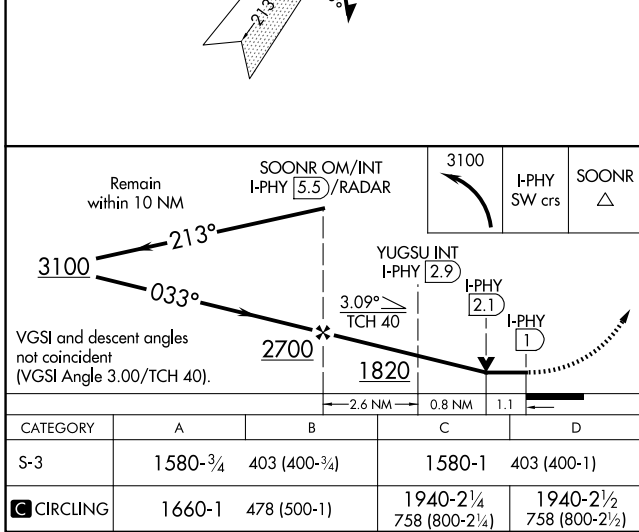 213°
Remain
within 10 NM
SOONR OM/INT
I-PHY 5.5 /RADAR
3100
I-PHY
SW crs
SOONR
213°
3100
033°
YUGSU INT
I-PHY 2.9
3.09°
TCH 40
I-PHY
2.1
I-PHY
1
VGSI and descent angles
not coincident
(VGSI Angle 3.00/TCH 40).
2700
1820
2.6 NM 0.8 NM 1.1
CATEGORY A B C D
S-3 1580-¾ 403 (400-¾) 1580-1 403 (400-1)
C CIRCLING 1660-1 478 (500-1) 1940-2¼ 758 (800-2¼) 1940-2½ 758 (800-2½)